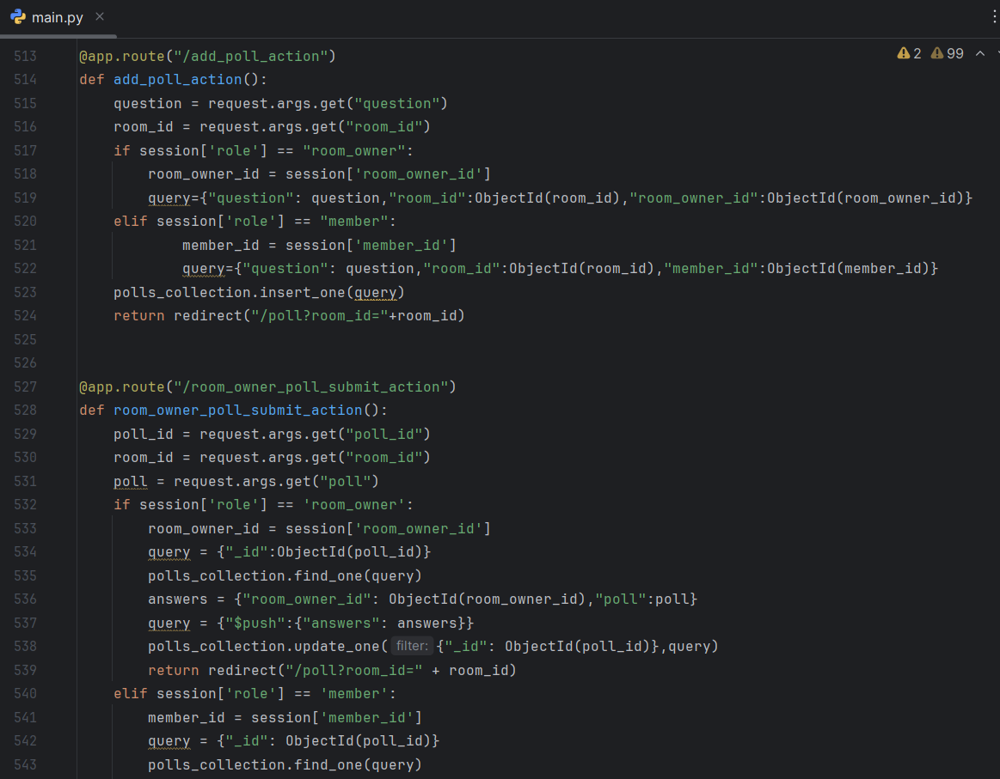 main.py
2 99
513 @app.route("/add_poll_action")
514 def add_poll_action():
515     question = request.args.get("question")
516     room_id = request.args.get("room_id")
517     if session['role'] == "room_owner":
518         room_owner_id = session['room_owner_id']
519         query={"question": question,"room_id":ObjectId(room_id),"room_owner_id":ObjectId(room_owner_id)}
520     elif session['role'] == "member":
521             member_id = session['member_id']
522             query={"question": question,"room_id":ObjectId(room_id),"member_id":ObjectId(member_id)}
523     polls_collection.insert_one(query)
524     return redirect("/poll?room_id="+room_id)
525
526
527 @app.route("/room_owner_poll_submit_action")
528 def room_owner_poll_submit_action():
529     poll_id = request.args.get("poll_id")
530     room_id = request.args.get("room_id")
531     poll = request.args.get("poll")
532     if session['role'] == 'room_owner':
533         room_owner_id = session['room_owner_id']
534         query = {"_id":ObjectId(poll_id)}
535         polls_collection.find_one(query)
536         answers = {"room_owner_id": ObjectId(room_owner_id),"poll":poll}
537         query = {"$push":{"answers": answers}}
538         polls_collection.update_one( filter: {"_id": ObjectId(poll_id)},query)
539         return redirect("/poll?room_id=" + room_id)
540     elif session['role'] == 'member':
541         member_id = session['member_id']
542         query = {"_id": ObjectId(poll_id)}
543         polls_collection.find_one(query)